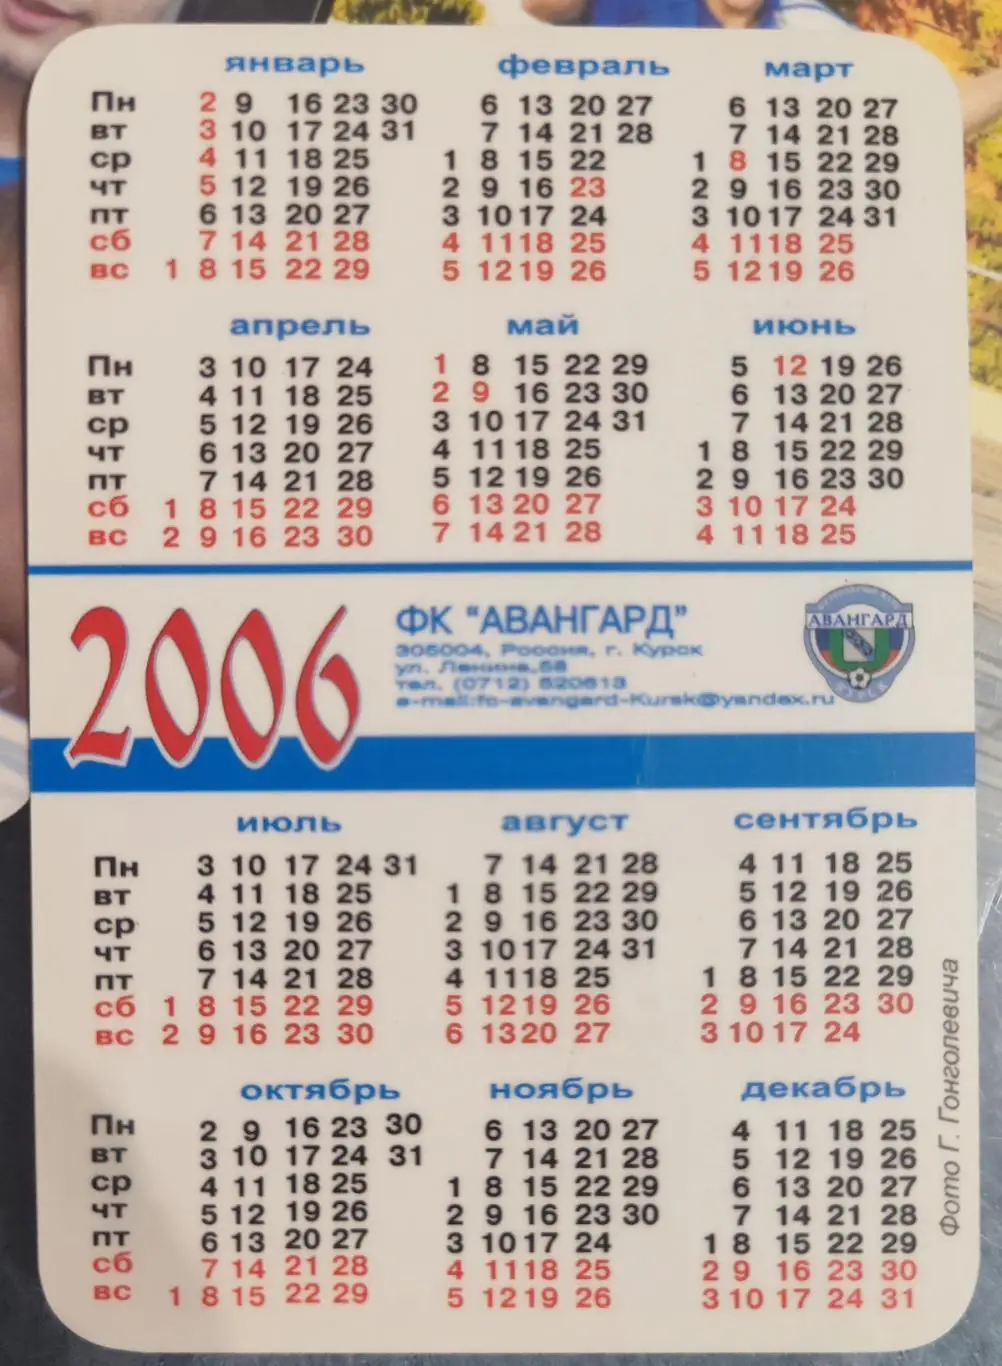 январь февраль март
Пн 2 9 16 23 30 6 13 20 27 6 13 20 27
вт 3 10 17 24 31 7 14 21 28 7 14 21 28
ср 4 11 18 25 1 8 15 22 1 8 15 22 29
чт 5 12 19 26 2 9 16 23 2 9 16 23 30
пт 6 13 20 27 3 10 17 24 3 10 17 24 31
сб 7 14 21 28 4 11 18 25 4 11 18 25
вс 1 8 15 22 29 5 12 19 26 5 12 19 26
апрель май июнь
Пн 3 10 17 24 1 8 15 22 29 5 12 19 26
вт 4 11 18 25 2 9 16 23 30 6 13 20 27
ср 5 12 19 26 3 10 17 24 31 7 14 21 28
чт 6 13 20 27 4 11 18 25 1 8 15 22 29
пт 7 14 21 28 5 12 19 26 2 9 16 23 30
сб 1 8 15 22 29 6 13 20 27 3 10 17 24
вс 2 9 16 23 30 7 14 21 28 4 11 18 25
2006
ФК "АВАНГАРД"
305004, Россия, г. Курск
ул. Ленина,58
тел. (0712) 520613
e-mail:fc-avangard-Kursk@yandex.ru
АВАНГАРД
КУРСК
июль август сентябрь
Пн 3 10 17 24 31 7 14 21 28 4 11 18 25
вт 4 11 18 25 1 8 15 22 29 5 12 19 26
ср 5 12 19 26 2 9 16 23 30 6 13 20 27
чт 6 13 20 27 3 10 17 24 31 7 14 21 28
пт 7 14 21 28 4 11 18 25 1 8 15 22 29
сб 1 8 15 22 29 5 12 19 26 2 9 16 23 30
вс 2 9 16 23 30 6 13 20 27 3 10 17 24
октябрь ноябрь декабрь
Пн 2 9 16 23 30 6 13 20 27 4 11 18 25
вт 3 10 17 24 31 7 14 21 28 5 12 19 26
ср 4 11 18 25 1 8 15 22 29 6 13 20 27
чт 5 12 19 26 2 9 16 23 30 7 14 21 28
пт 6 13 20 27 3 10 17 24 1 8 15 22 29
сб 7 14 21 28 4 11 18 25 2 9 16 23 30
вс 1 8 15 22 29 5 12 19 26 3 10 17 24 31
Фото Г. Гонголевича